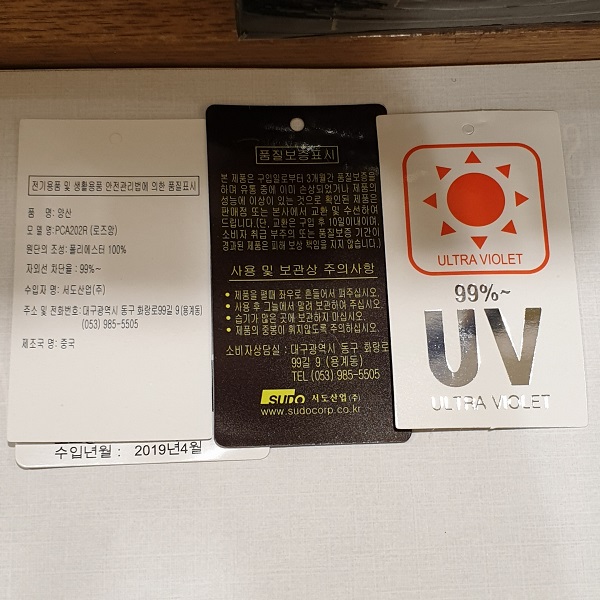 전기용품 및 생활용품 안전관리법에 의한 품질표시
품 명: 양산
모 델 명:PCA202R (로즈망)
원단의 조성: 폴리에스터 100%
자외선 차단율 : 99%~
수입자 명: 서도산업(주)
주소 및 전화번호: 대구광역시 동구 화랑로99길 9 (용계동)
(053) 985-5505
제조국 명: 중국
수입년월 : 2019년4월
품질보증표시
본 제품은 구입일로부터 3개월간 품질보증을
하며 유통 중에 이미 손상되었거나 제품의
성능에 이상이 있는 것으로 확인된 제품은
판매점 또는 본사에서 교환 및 수선하여
드립니다.(단, 교환은 구입 후 10일이내이며,
소비자 취급 부주의 또는 품질보증 기간이
경과된 제품은 피해 보상 책임을 지지 않습니다.)
사용 및 보관상 주의사항
• 제품을 펼때 좌우로 흔들어서 펴주십시오.
• 사용 후 그늘에서 말려 보관하여 주십시오.
• 습기가 많은 곳에 보관하지 마십시오.
• 제품의 중봉이 휘지않도록 주의하십시오.
소비자상담실 : 대구광역시 동구 화랑로
99길 9 (용계동)
TEL (053) 985-5505
SUDO 서도산업(주)
www.sudocorp.co.kr
ULTRA VIOLET
99%~
UV
ULTRA VIOLET